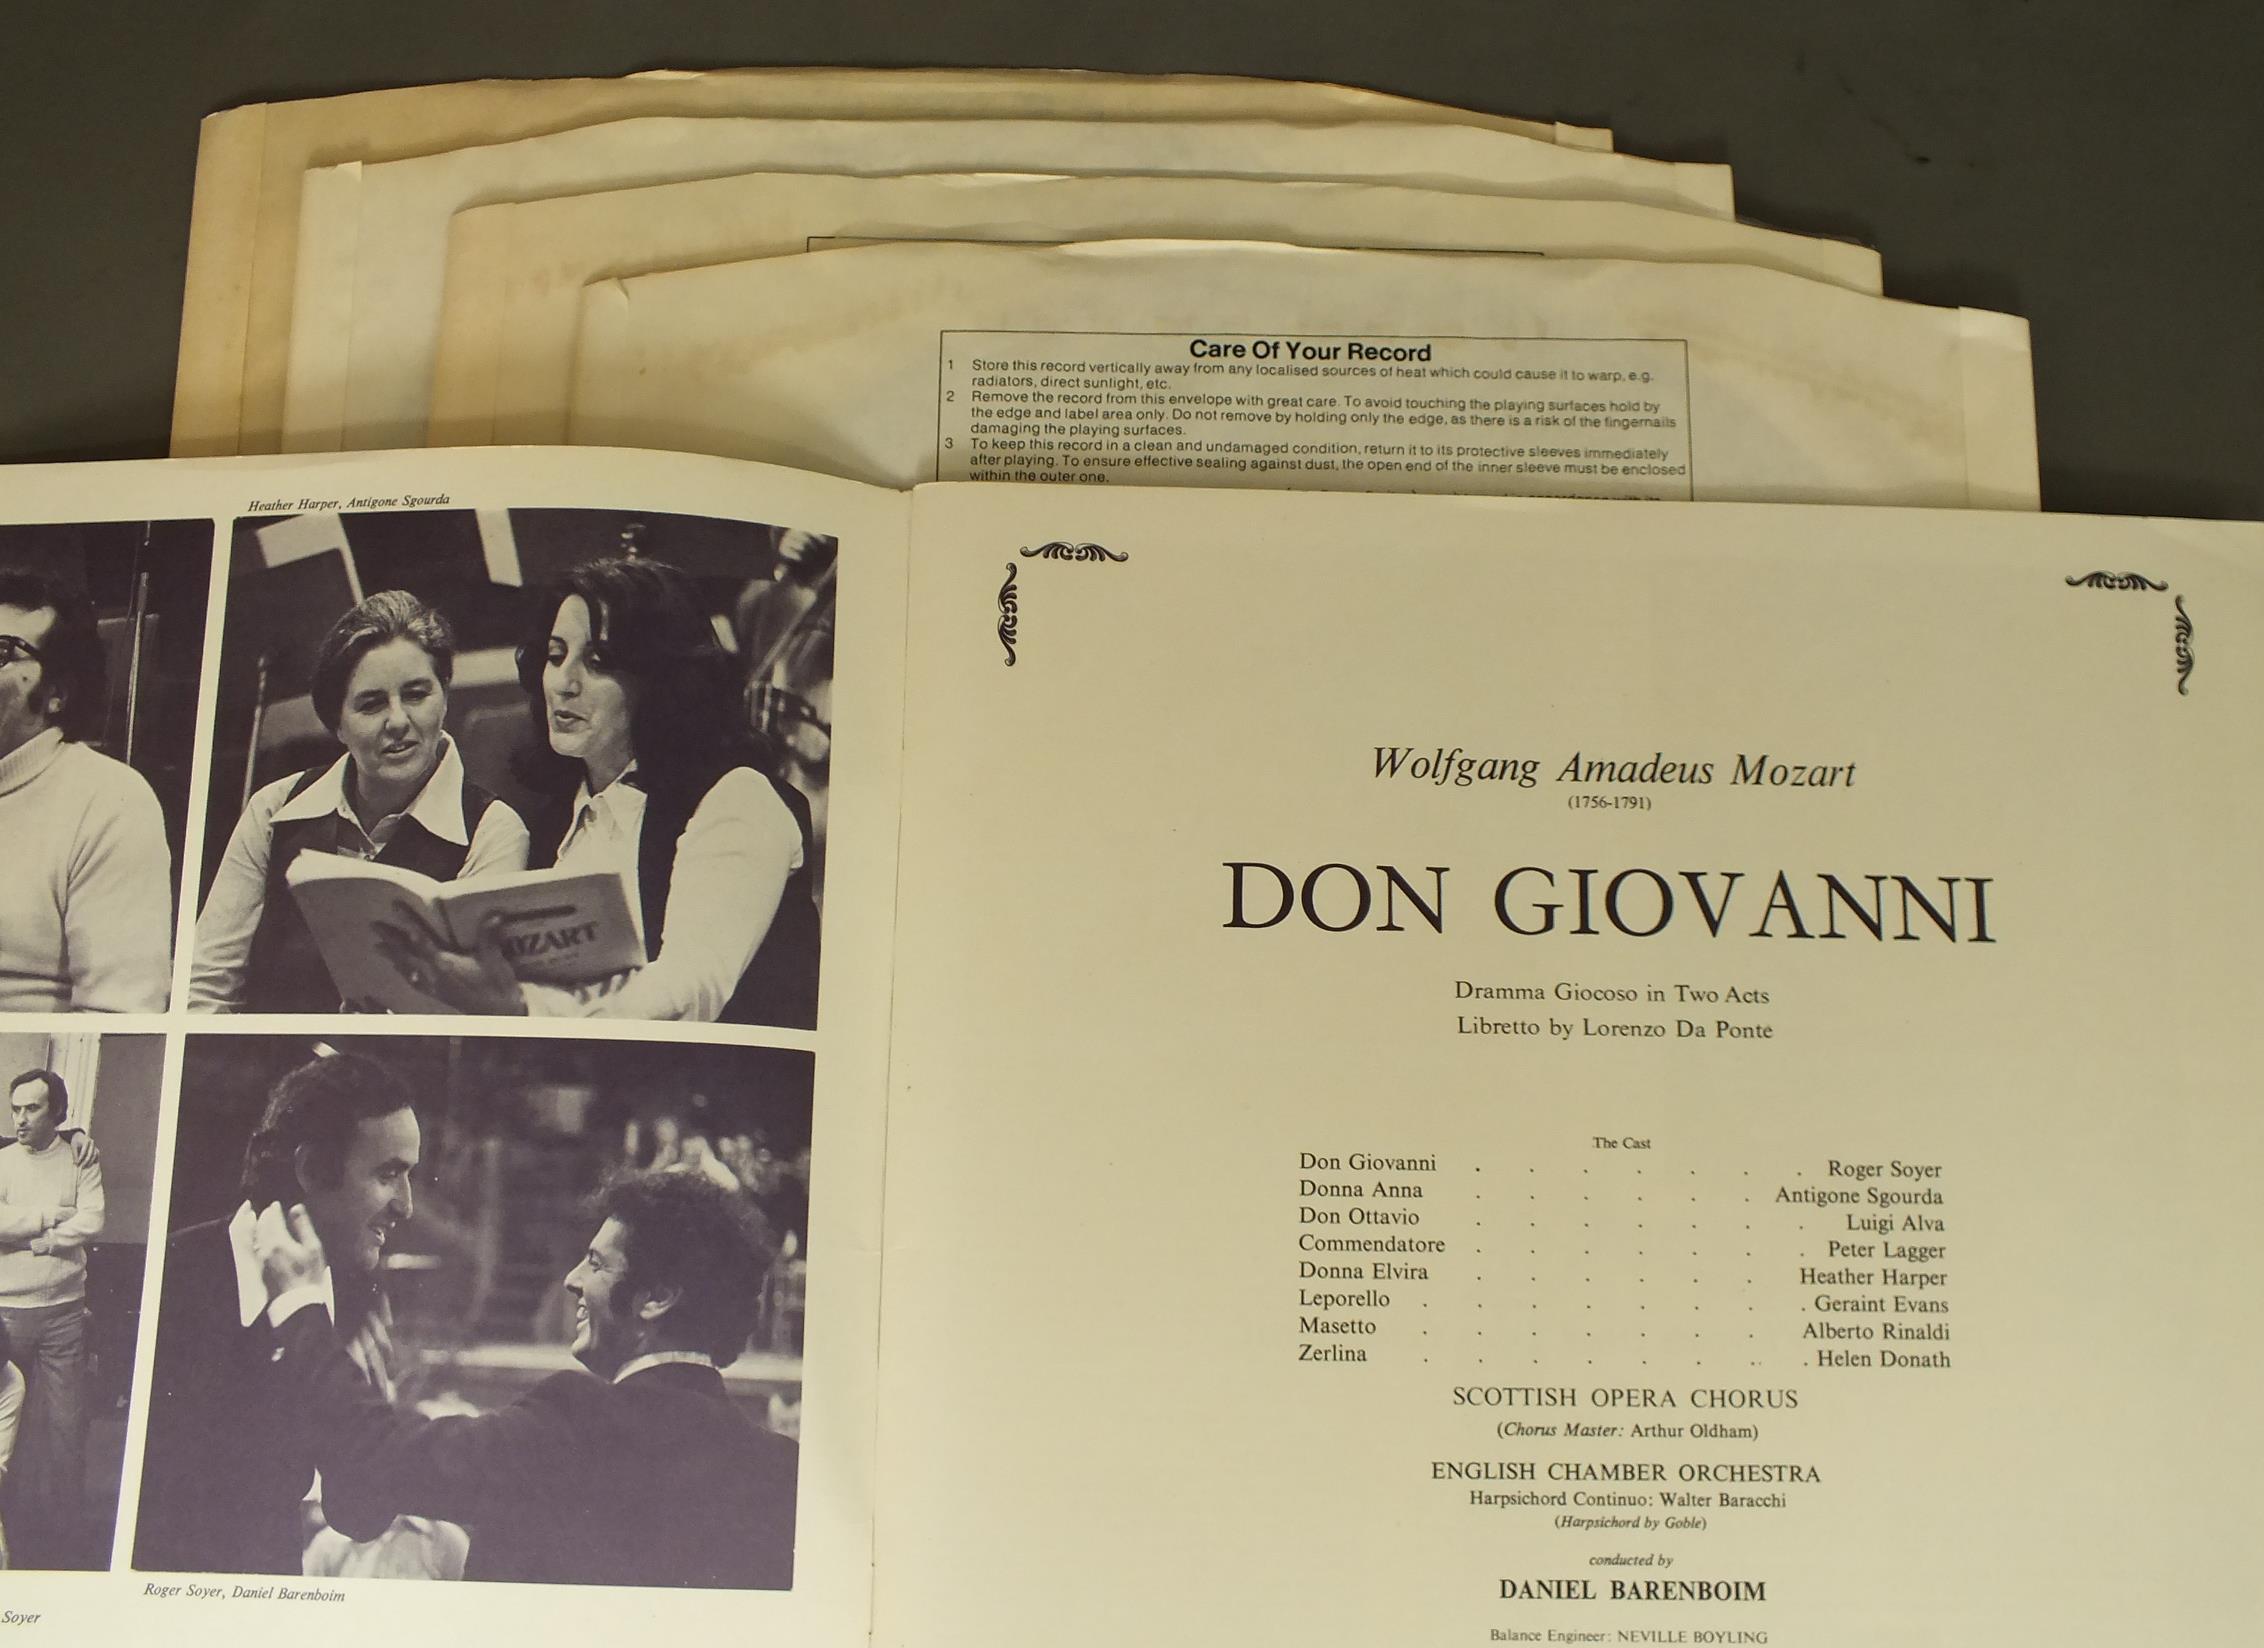 Care Of Your Record
1 Store this record vertically away from any localised sources of heat which could cause it to warp, e.g.
radiators, direct sunlight, etc.
2 Remove the record from this envelope with great care. To avoid touching the playing surfaces hold by
the edge and label area only. Do not remove by holding only the edge, as there is a risk of the fingernails
damaging the playing surfaces.
3 To keep this record in a clean and undamaged condition, return it to its protective sleeves immediately
after playing. To ensure effective sealing against dust, the open end of the inner sleeve must be enclosed
within the outer one.
Heather Harper, Antigone Sgourda
MOZART
Roger Soyer, Daniel Barenboim
Soyer
Wolfgang Amadeus Mozart
(1756-1791)
DON GIOVANNI
Dramma Giocoso in Two Acts
Libretto by Lorenzo Da Ponte
The Cast
Don Giovanni . . . . . . . Roger Soyer
Donna Anna . . . . . . Antigone Sgourda
Don Ottavio . . . . . . . Luigi Alva
Commendatore . . . . . . . Peter Lagger
Donna Elvira . . . . . . Heather Harper
Leporello . . . . . . . . Geraint Evans
Masetto . . . . . . . Alberto Rinaldi
Zerlina . . . . . . .. . Helen Donath
SCOTTISH OPERA CHORUS
(Chorus Master: Arthur Oldham)
ENGLISH CHAMBER ORCHESTRA
Harpsichord Continuo: Walter Baracchi
(Harpsichord by Goble)
conducted by
DANIEL BARENBOIM
Balance Engineer: NEVILLE BOYLING